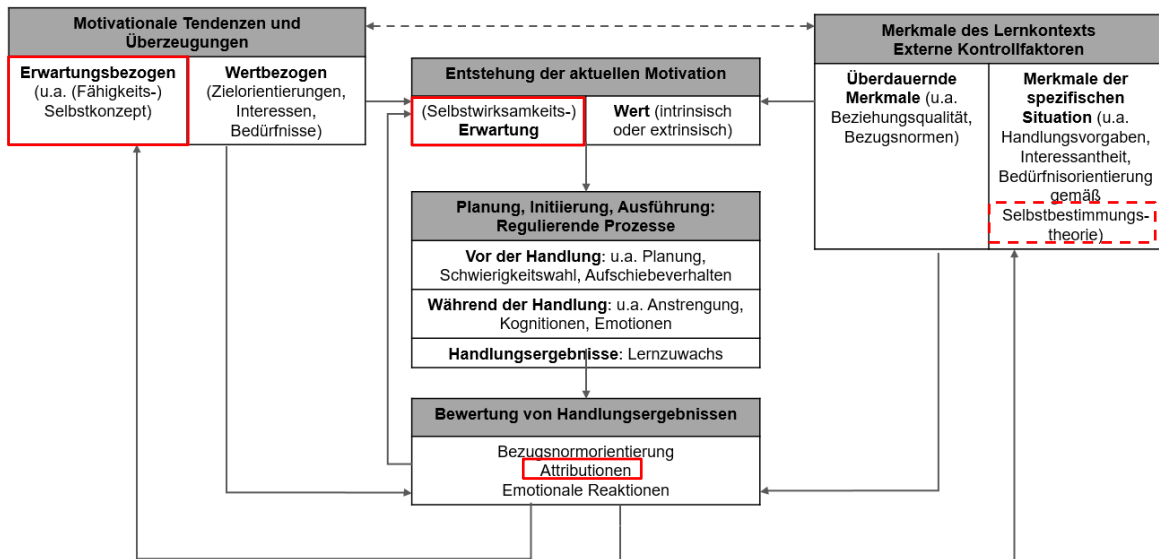 Motivationale Tendenzen und
Überzeugungen
Erwartungsbezogen
(u.a. (Fähigkeits-)
Selbstkonzept)
Wertbezogen
(Zielorientierungen,
Interessen,
Bedürfnisse)
Entstehung der aktuellen Motivation
(Selbstwirksamkeits-)
Erwartung
Wert (intrinsisch
oder extrinsisch)
Merkmale des Lernkontexts
Externe Kontrollfaktoren
Überdauernde
Merkmale (u.a.
Beziehungsqualität,
Bezugsnormen)
Merkmale der
spezifischen
Situation (u.a.
Handlungsvorgaben,
Interessantheit,
Bedürfnisorientierung
gemäß
Selbstbestimmungs-
theorie)
Planung, Initiierung, Ausführung:
Regulierende Prozesse
Vor der Handlung: u.a. Planung,
Schwierigkeitswahl, Aufschiebeverhalten
Während der Handlung: u.a. Anstrengung,
Kognitionen, Emotionen
Handlungsergebnisse: Lernzuwachs
Bewertung von Handlungsergebnissen
Bezugsnormorientierung
Attributionen
Emotionale Reaktionen